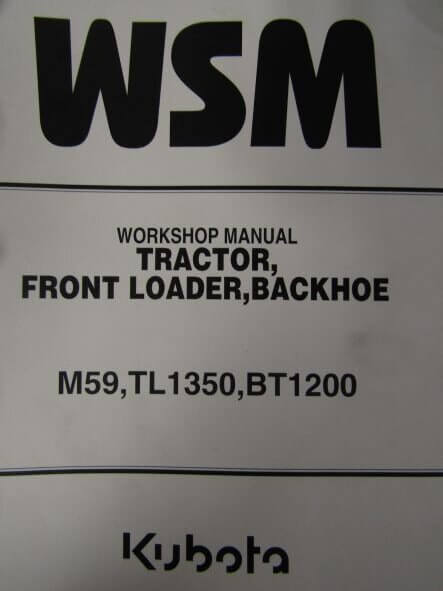 WSM
WORKSHOP MANUAL
TRACTOR,
FRONT LOADER,BACKHOE
M59,TL1350,BT1200
Kubota